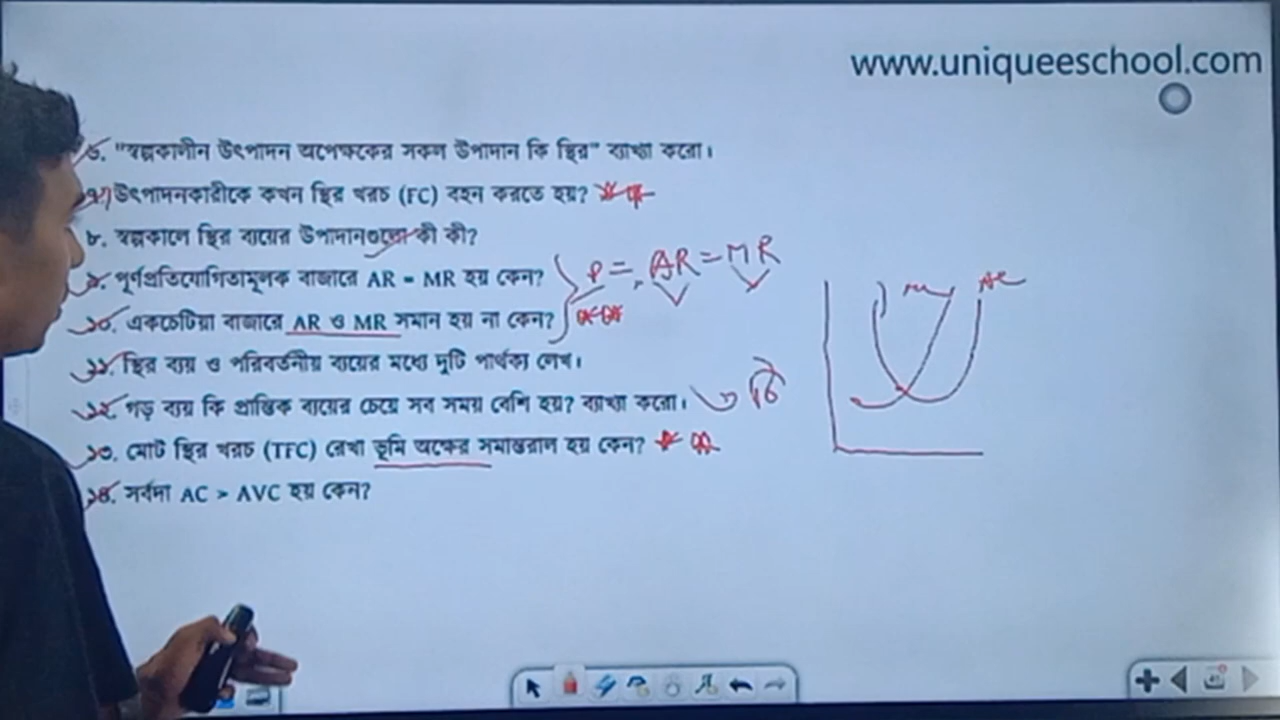 www.uniqueeschool.com
৬. "স্বল্পকালীন উৎপাদন অপেক্ষকের সকল উপাদান কি স্থির" ব্যাখ্যা করো।
৭. উৎপাদনকারীকে কখন স্থির খরচ (FC) বহন করতে হয়?
৮. স্বল্পকালে স্থির ব্যয়ের উপাদানগুলো কী কী?
৯. পূর্ণপ্রতিযোগিতামূলক বাজারে AR = MR হয় কেন?
P = AR = MR
১০. একচেটিয়া বাজারে AR ও MR সমান হয় না কেন?
১১. স্থির ব্যয় ও পরিবর্তনীয় ব্যয়ের মধ্যে দুটি পার্থক্য লেখ।
১২. গড় ব্যয় কি প্রান্তিক ব্যয়ের চেয়ে সব সময় বেশি হয়? ব্যাখ্যা করো।
১৩. মোট স্থির খরচ (TFC) রেখা ভূমি অক্ষের সমান্তরাল হয় কেন?
১৪. সর্বদা AC > AVC হয় কেন?
AC